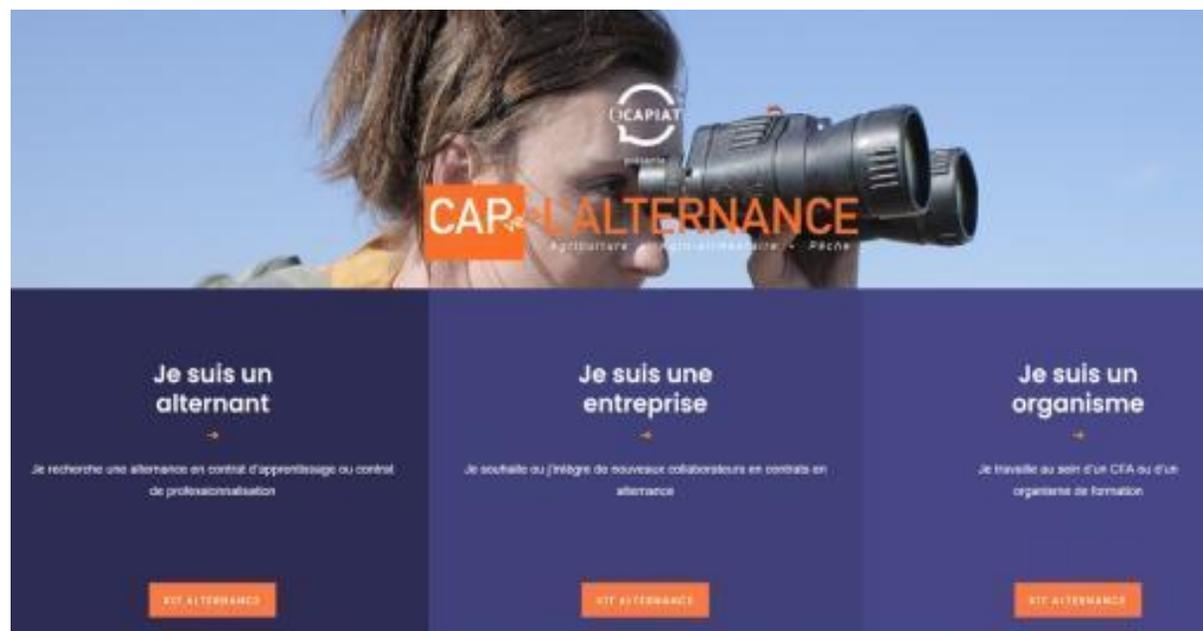 OCAPIAT
présente
CAP vers L'ALTERNANCE
Agriculture • Agroalimentaire • Pêche
Je suis un
alternant
Je recherche une alternance en contrat d'apprentissage ou contrat
de professionnalisation
KIT ALTERNANCE
Je suis une
entreprise
Je souhaite ou j'intègre de nouveaux collaborateurs en contrats en
alternance
KIT ALTERNANCE
Je suis un
organisme
Je travaille au sein d'un CFA ou d'un
organisme de formation
KIT ALTERNANCE